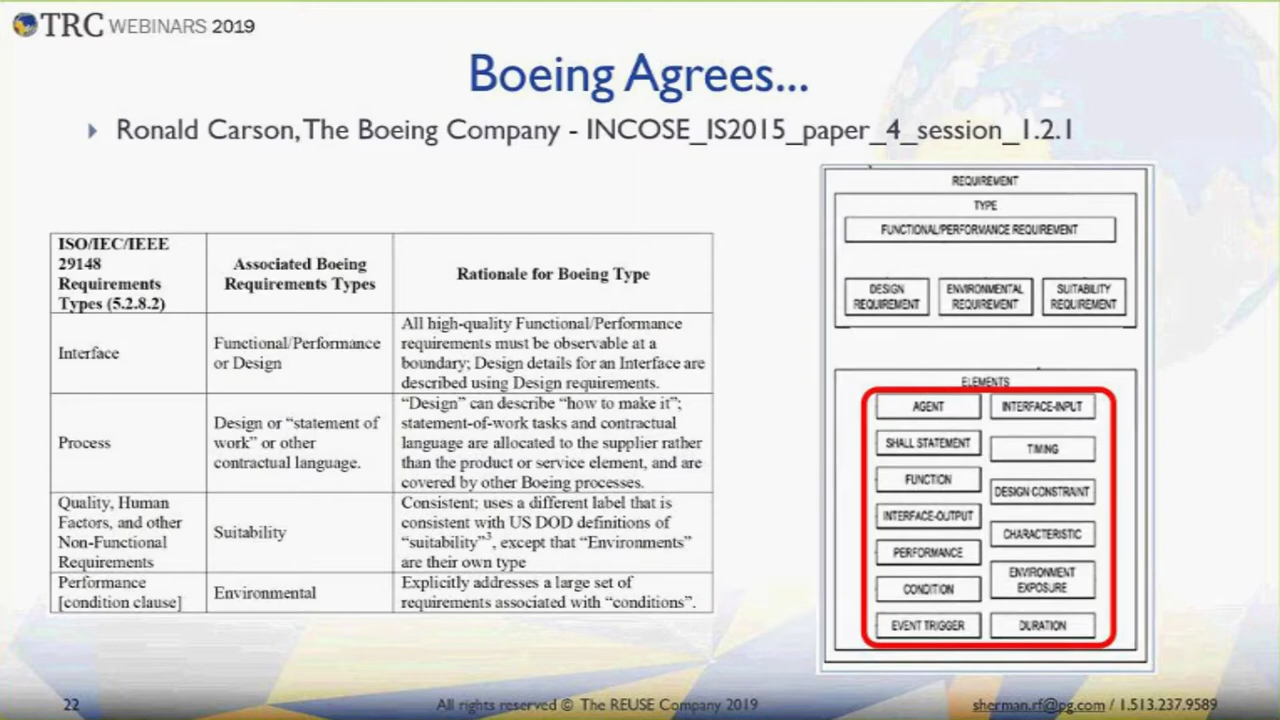 TRC WEBINARS 2019
Boeing Agrees...
Ronald Carson, The Boeing Company - INCOSE_IS2015_paper_4_session_1.2.1
ISO/IEC/IEEE
29148
Requirements
Types (5.2.8.2)
Associated Boeing
Requirements Types
Rationale for Boeing Type
Interface
Functional/Performance
or Design
All high-quality Functional/Performance
requirements must be observable at a
boundary; Design details for an Interface are
described using Design requirements.
Process
Design or “statement of
work” or other
contractual language.
“Design” can describe “how to make it”;
statement-of-work tasks and contractual
language are allocated to the supplier rather
than the product or service element, and are
covered by other Boeing processes.
Quality, Human
Factors, and other
Non-Functional
Requirements
Suitability
Consistent; uses a different label that is
consistent with US DOD definitions of
“suitability”3, except that “Environments”
are their own type
Performance
[condition clause]
Environmental
Explicitly addresses a large set of
requirements associated with “conditions”.
REQUIREMENT
TYPE
FUNCTIONAL/PERFORMANCE REQUIREMENT
DESIGN
REQUIREMENT
ENVIRONMENTAL
REQUIREMENT
SUITABILITY
REQUIREMENT
ELEMENTS
AGENT
SHALL STATEMENT
FUNCTION
INTERFACE-OUTPUT
PERFORMANCE
CONDITION
EVENT TRIGGER
INTERFACE-INPUT
TIMING
DESIGN CONSTRAINT
CHARACTERISTIC
ENVIRONMENT
EXPOSURE
DURATION
22
All rights reserved © The REUSE Company 2019
sherman.rf@pg.com / 1.513.237.9589